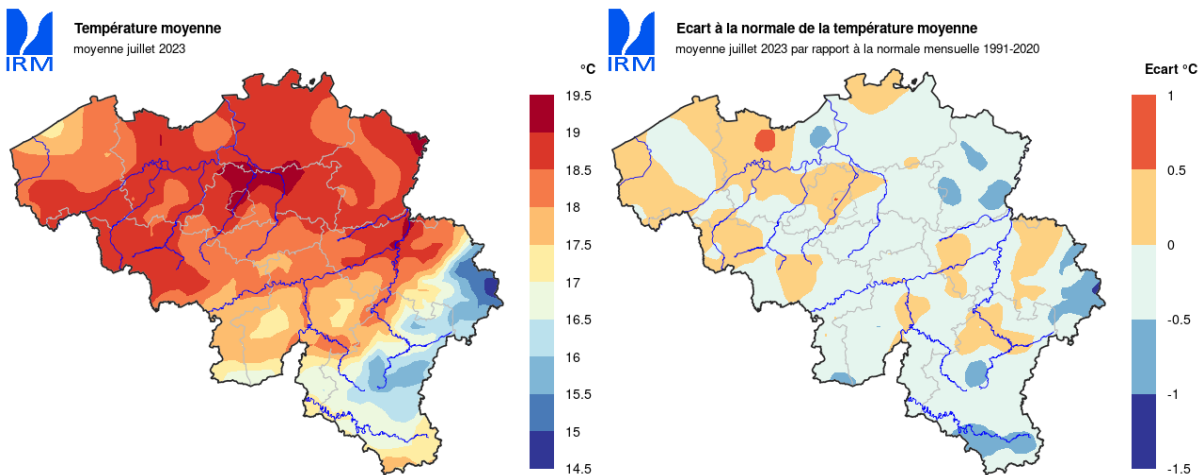 Température moyenne
moyenne juillet 2023
IRM
°C
19.5
19
18.5
18
17.5
17
16.5
16
15.5
15
14.5
Ecart à la normale de la température moyenne
moyenne juillet 2023 par rapport à la normale mensuelle 1991-2020
IRM
Ecart °C
1
0.5
0
-0.5
-1
-1.5